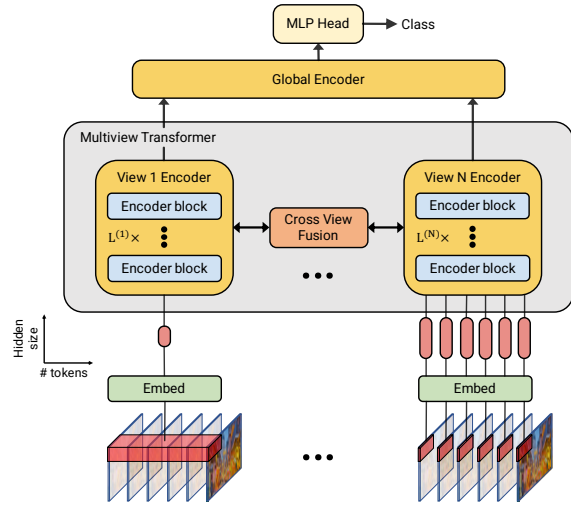 MLP Head
Class
Global Encoder
Multiview Transformer
View 1 Encoder
Encoder block
L(1)×
Encoder block
Cross View
Fusion
View N Encoder
Encoder block
L(N)×
Encoder block
Hidden
size
# tokens
Embed
Embed